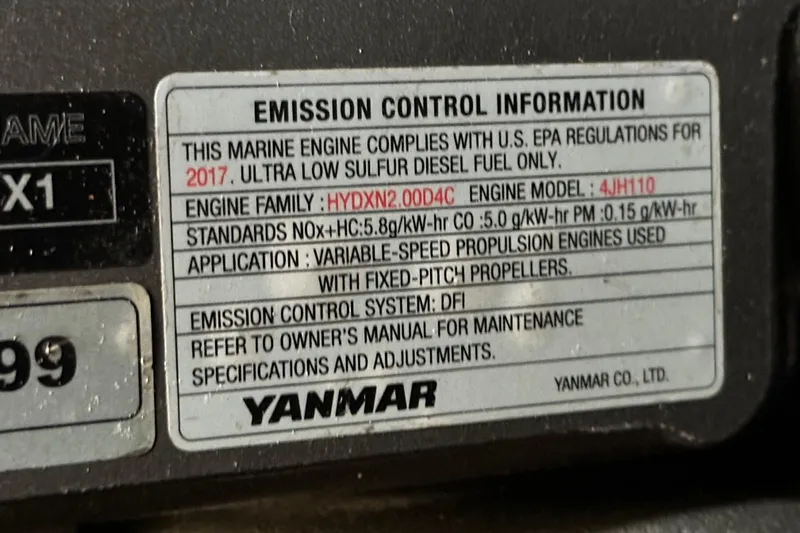 AME
X1
99
EMISSION CONTROL INFORMATION
THIS MARINE ENGINE COMPLIES WITH U.S. EPA REGULATIONS FOR
2017. ULTRA LOW SULFUR DIESEL FUEL ONLY.
ENGINE FAMILY : HYDXN2.00D4C ENGINE MODEL : 4JH110
STANDARDS NOx+HC:5.8g/kW-hr CO :5.0 g/kW-hr PM :0.15 g/kW-hr
APPLICATION : VARIABLE-SPEED PROPULSION ENGINES USED
WITH FIXED-PITCH PROPELLERS.
EMISSION CONTROL SYSTEM: DFI
REFER TO OWNER'S MANUAL FOR MAINTENANCE
SPECIFICATIONS AND ADJUSTMENTS.
YANMAR YANMAR CO., LTD.